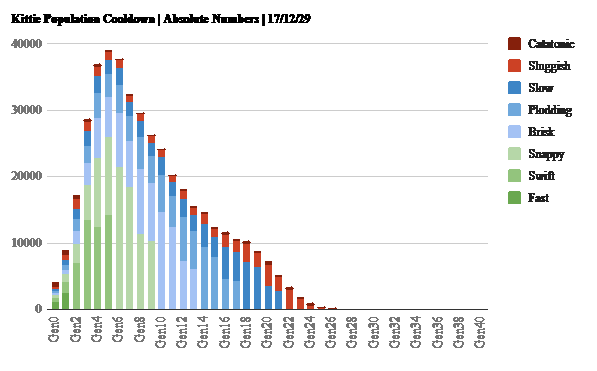 Kittie Population Cooldown | Absolute Numbers | 17/12/29
40000
30000
20000
10000
0
Catatonic
Sluggish
Slow
Plodding
Brisk
Snappy
Swift
Fast
Gen0
Gen2
Gen4
Gen6
Gen8
Gen10
Gen12
Gen14
Gen16
Gen18
Gen20
Gen22
Gen24
Gen26
Gen28
Gen30
Gen32
Gen34
Gen36
Gen38
Gen40